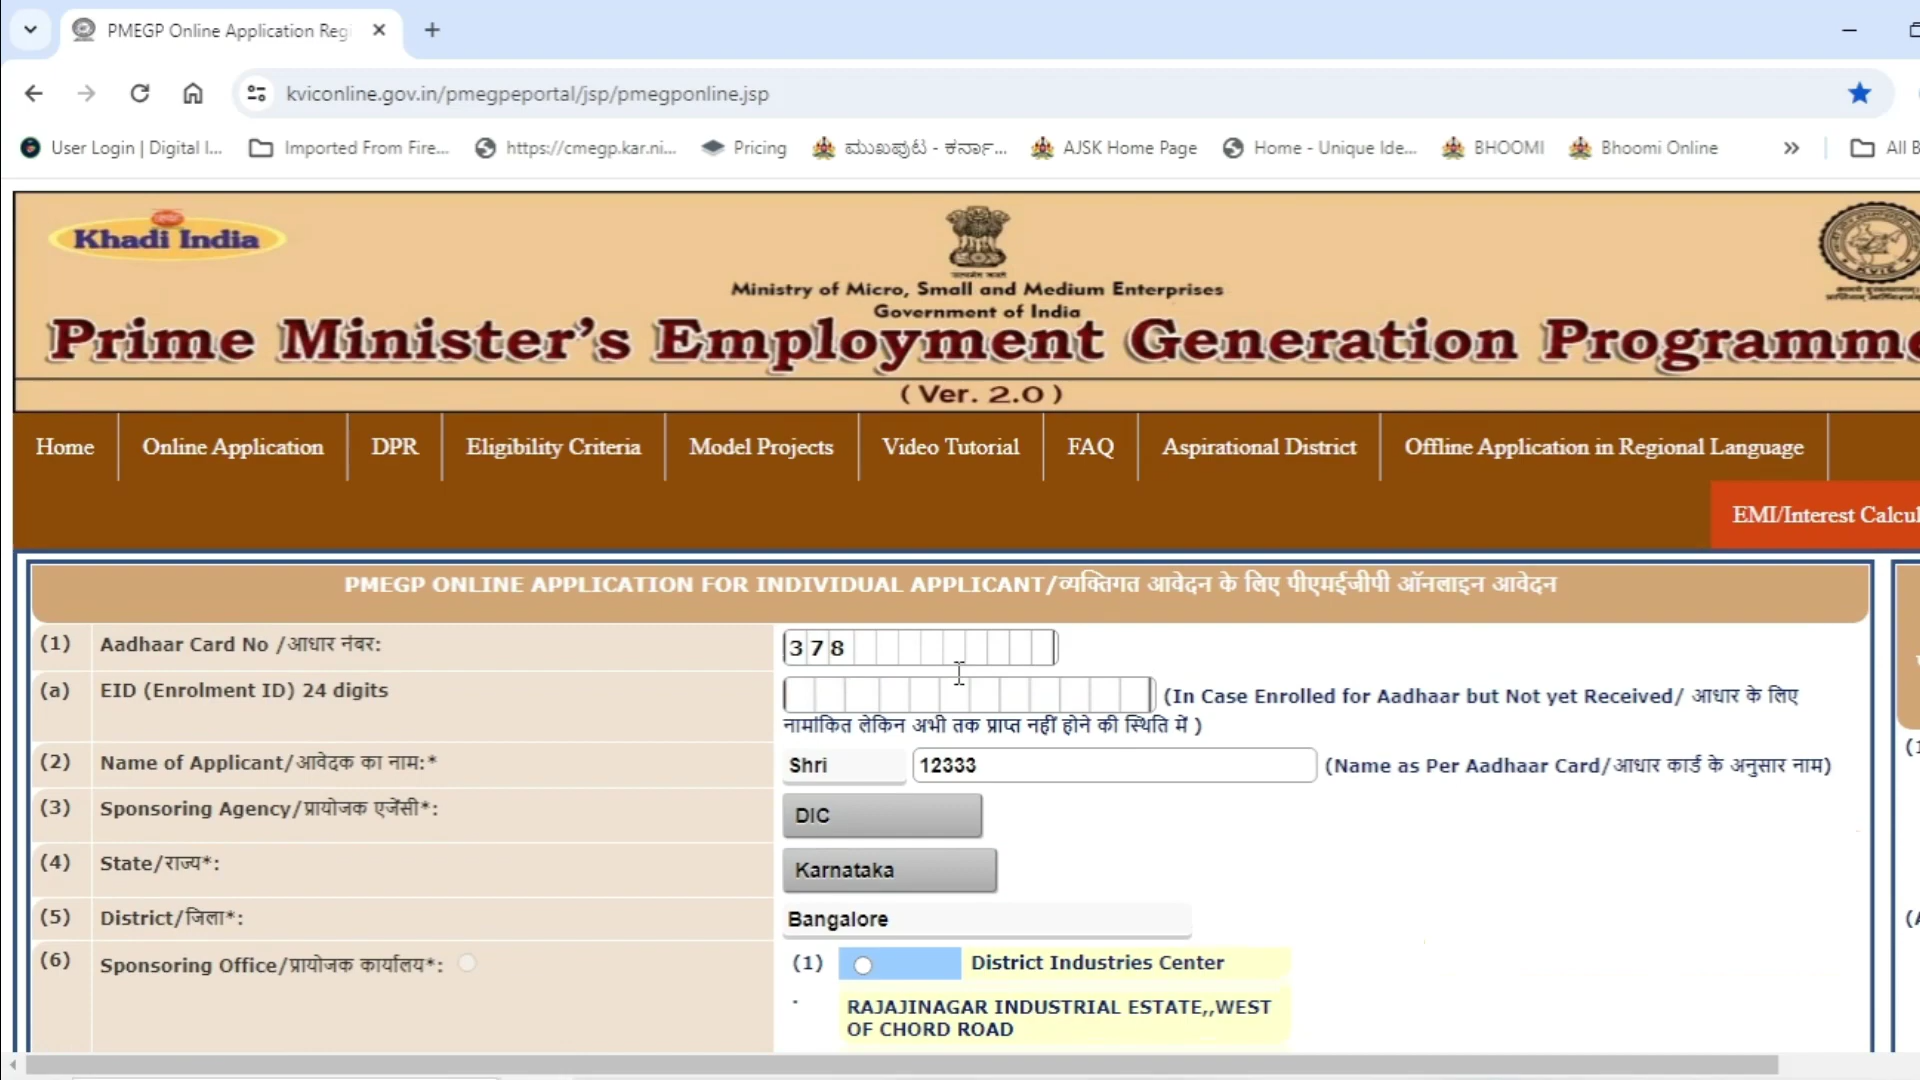 PMEGP Online Application Reg
kviconline.gov.in/pmegpeportal/jsp/pmegponline.jsp
User Login | Digital I...
Imported From Fire...
https://cmegp.kar.ni...
Pricing
ಮುಖಪುಟ - ಕರ್ನಾ...
AJSK Home Page
Home - Unique Ide...
BHOOMI
Bhoomi Online
All B
Khadi India
Ministry of Micro, Small and Medium Enterprises
Government of India
Prime Minister's Employment Generation Programme
( Ver. 2.0 )
Home
Online Application
DPR
Eligibility Criteria
Model Projects
Video Tutorial
FAQ
Aspirational District
Offline Application in Regional Language
EMI/Interest Calcul
PMEGP ONLINE APPLICATION FOR INDIVIDUAL APPLICANT/व्यक्तिगत आवेदन के लिए पीएमईजीपी ऑनलाइन आवेदन
(1) Aadhaar Card No /आधार नंबर: 378
(a) EID (Enrolment ID) 24 digits (In Case Enrolled for Aadhaar but Not yet Received/ आधार के लिए
नामांकित लेकिन अभी तक प्राप्त नहीं होने की स्थिति में )
(2) Name of Applicant/आवेदक का नाम:* Shri 12333 (Name as Per Aadhaar Card/आधार कार्ड के अनुसार नाम)
(3) Sponsoring Agency/प्रायोजक एजेंसी*: DIC
(4) State/राज्य*: Karnataka
(5) District/जिला*: Bangalore
(6) Sponsoring Office/प्रायोजक कार्यालय*: (1) District Industries Center
RAJAJINAGAR INDUSTRIAL ESTATE,,WEST
OF CHORD ROAD